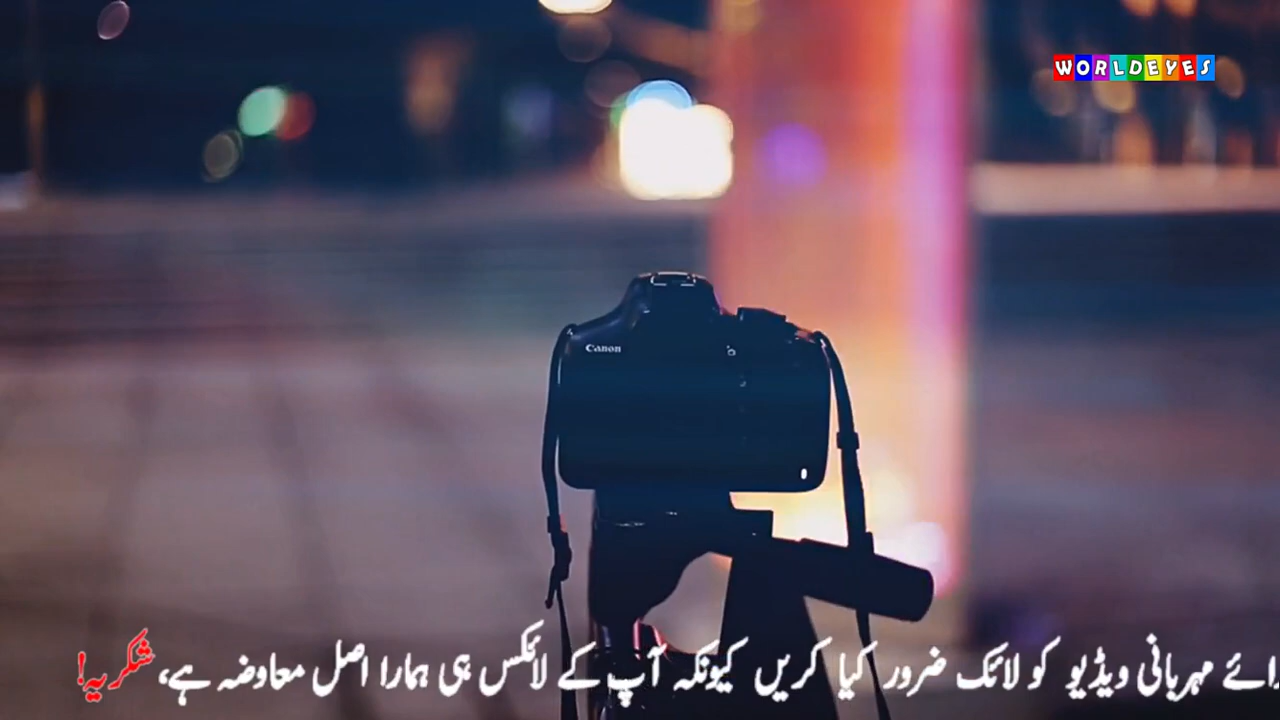 WORLDEYES
Canon
رائے مہربانی ویڈیو کو لائک ضرور کیا کریں کیونکہ آپ کے لائکس ہی ہمارا اصل معاوضہ ہے، شکریہ!